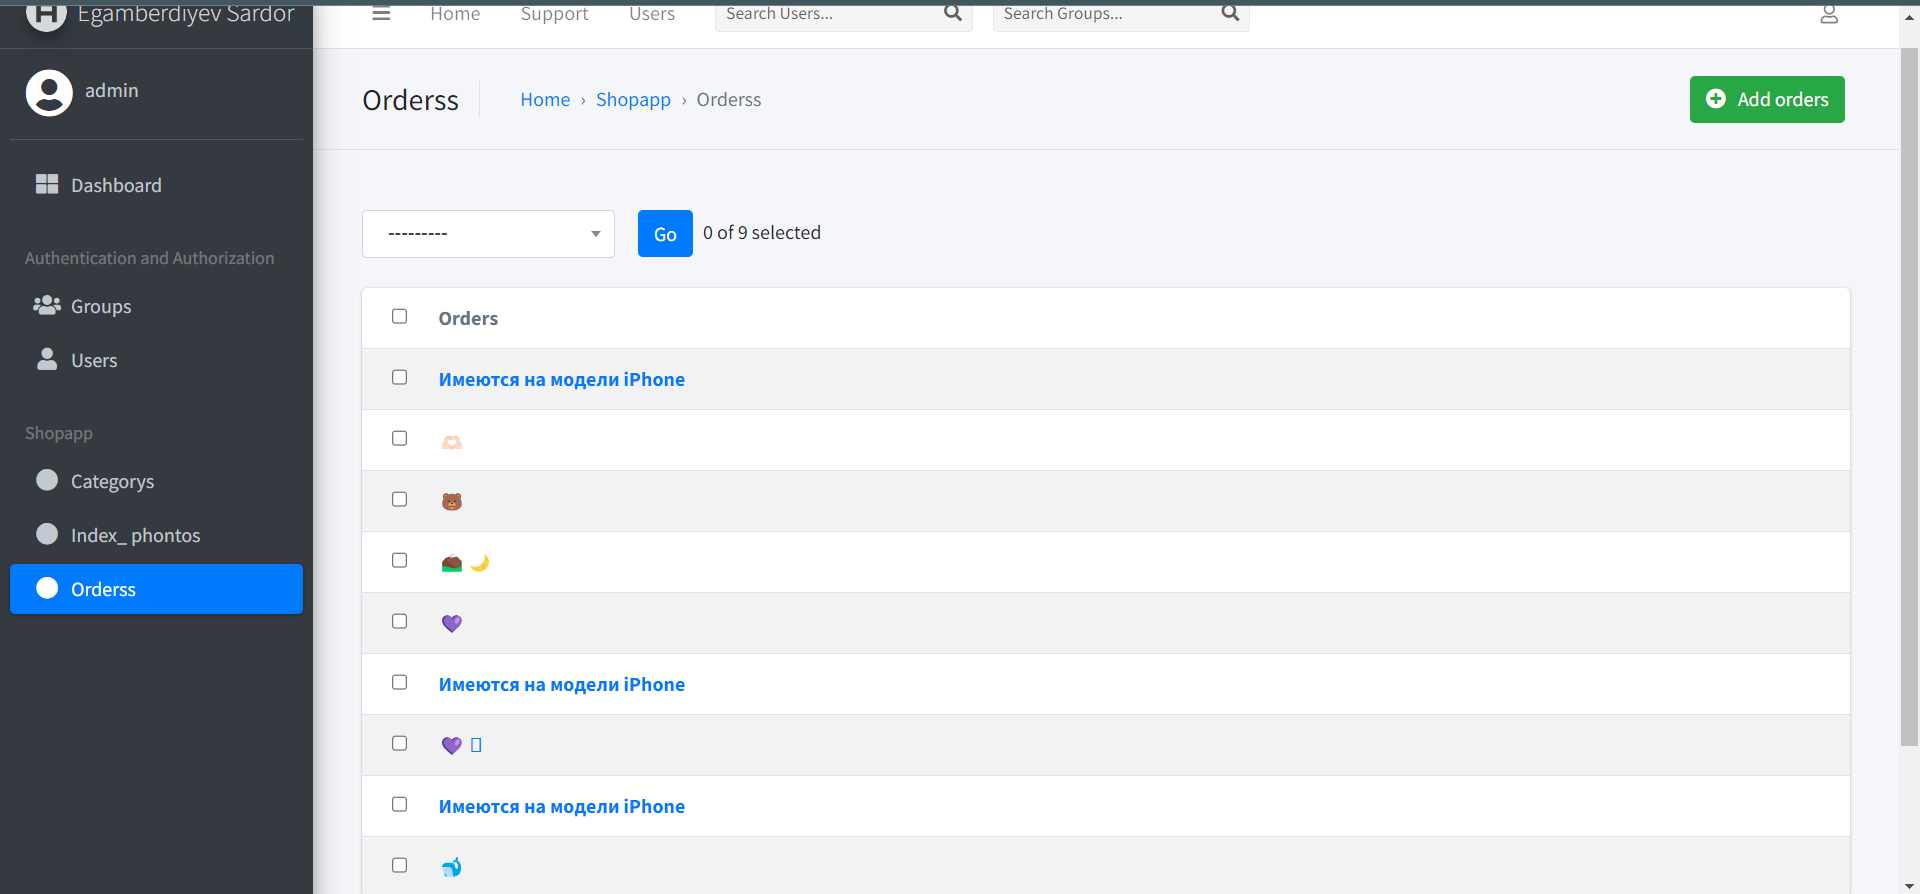 Egamberdiyev Sardor
Home Support Users Search Users... Search Groups...
admin
Orderss Home › Shopapp › Orderss Add orders
Dashboard
--------- Go 0 of 9 selected
Authentication and Authorization
Groups
Users
Shopapp
Categorys
Index_ phontos
Orderss
Orders
Имеются на модели iPhone
🫶🏻
🐻
🌋 🌙
💜
Имеются на модели iPhone
💜
Имеются на модели iPhone
🐳